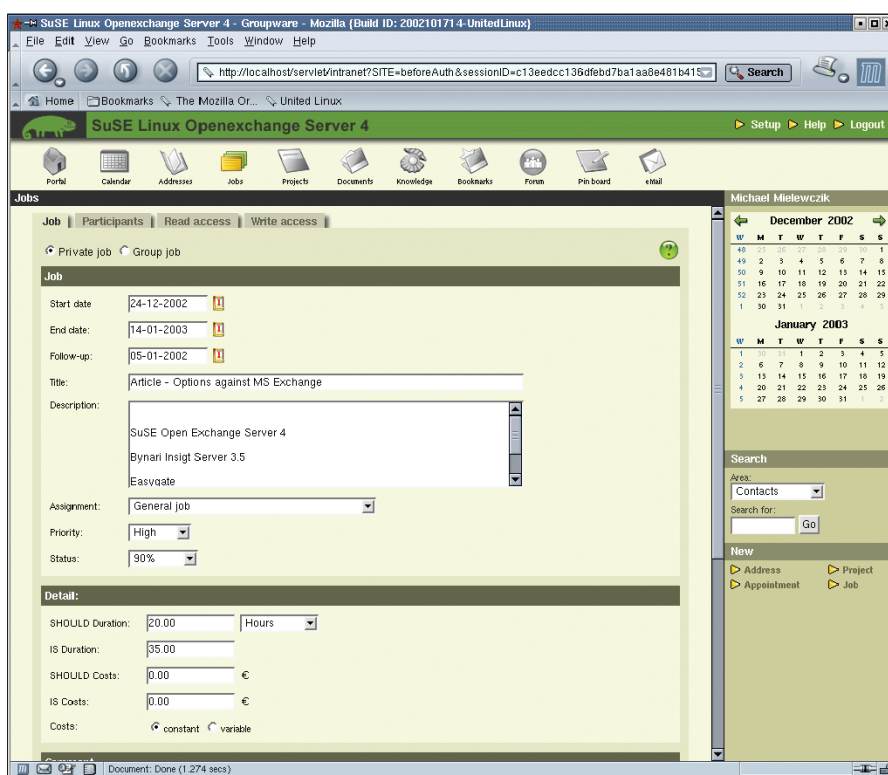 SuSE Linux Openexchange Server 4 - Groupware - Mozilla {Build ID: 2002101714-UnitedLinux}
File Edit View Go Bookmarks Tools Window Help
http://localhost/servlet/intranet?SITE=beforeAuth&sessionID=c13eedcc136dfebd7ba1aa8e481b415 Search
Home Bookmarks The Mozilla Or... United Linux
SuSE Linux Openexchange Server 4 Setup Help Logout
Portal Calendar Addresses Jobs Projects Documents Knowledge Bookmarks Forum Pin board eMail
Jobs
Job Participants Read access Write access
Private job Group job
Job
Start date 24-12-2002
End date: 14-01-2003
Follow-up: 05-01-2002
Title: Article - Options against MS Exchange
Description:
SuSE Open Exchange Server 4
Bynari Insigt Server 3.5
Easygate
Assignment: General job
Priority: High
Status: 90%
Detail:
SHOULD Duration: 20.00 Hours
IS Duration: 35.00
SHOULD Costs: 0.00 €
IS Costs: 0.00 €
Costs: constant variable
Michael Mielewczik
December 2002
W M T W T F S S
48 25 26 27 28 29 30 1
49 2 3 4 5 6 7 8
50 9 10 11 12 13 14 15
51 16 17 18 19 20 21 22
52 23 24 25 26 27 28 29
1 30 31 1 2 3 4 5
January 2003
W M T W T F S S
1 30 31 1 2 3 4 5
2 6 7 8 9 10 11 12
3 13 14 15 16 17 18 19
4 20 21 22 23 24 25 26
5 27 28 29 30 31 1 2
Search
Area:
Contacts
Search for:
Go
New
Address Project
Appointment Job
Document: Done (1.274 secs)